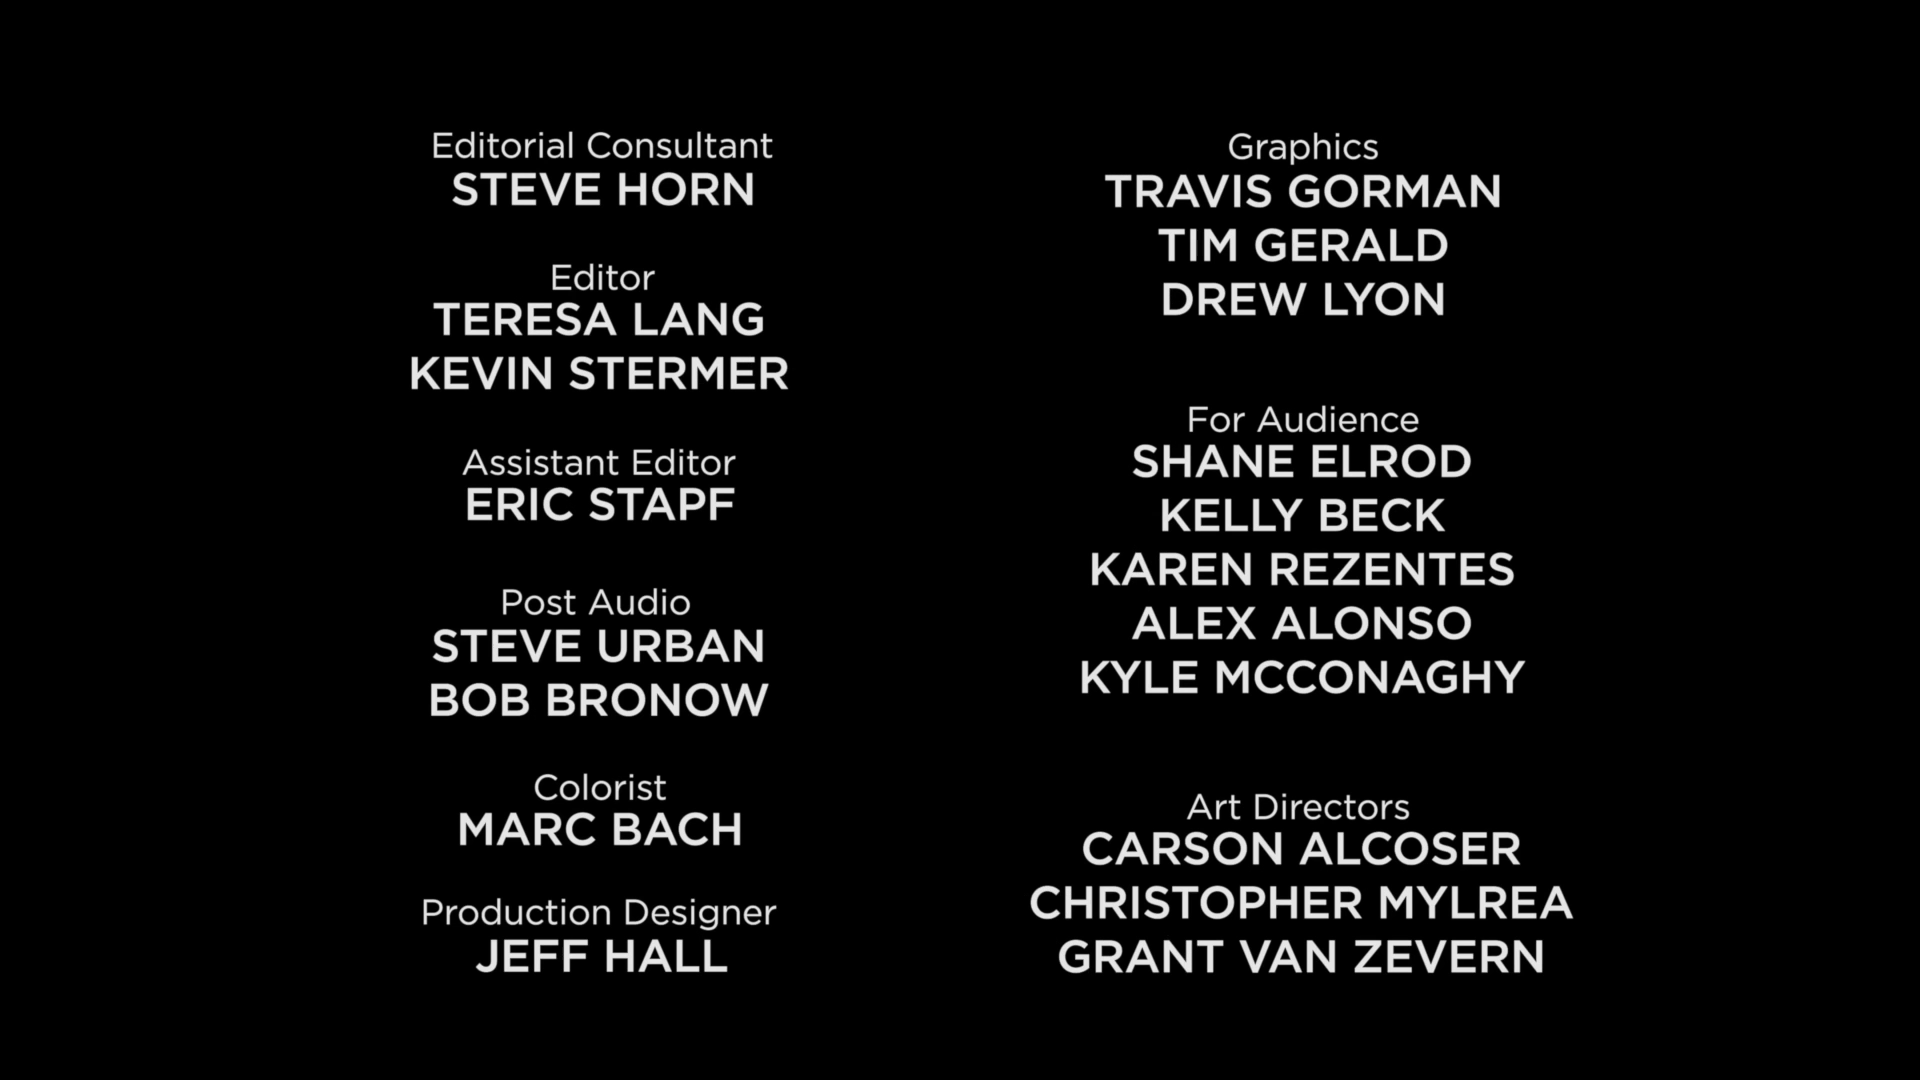 Editorial Consultant
STEVE HORN
Editor
TERESA LANG
KEVIN STERMER
Assistant Editor
ERIC STAPF
Post Audio
STEVE URBAN
BOB BRONOW
Colorist
MARC BACH
Production Designer
JEFF HALL
Graphics
TRAVIS GORMAN
TIM GERALD
DREW LYON
For Audience
SHANE ELROD
KELLY BECK
KAREN REZENTES
ALEX ALONSO
KYLE MCCONAGHY
Art Directors
CARSON ALCOSER
CHRISTOPHER MYLREA
GRANT VAN ZEVERN